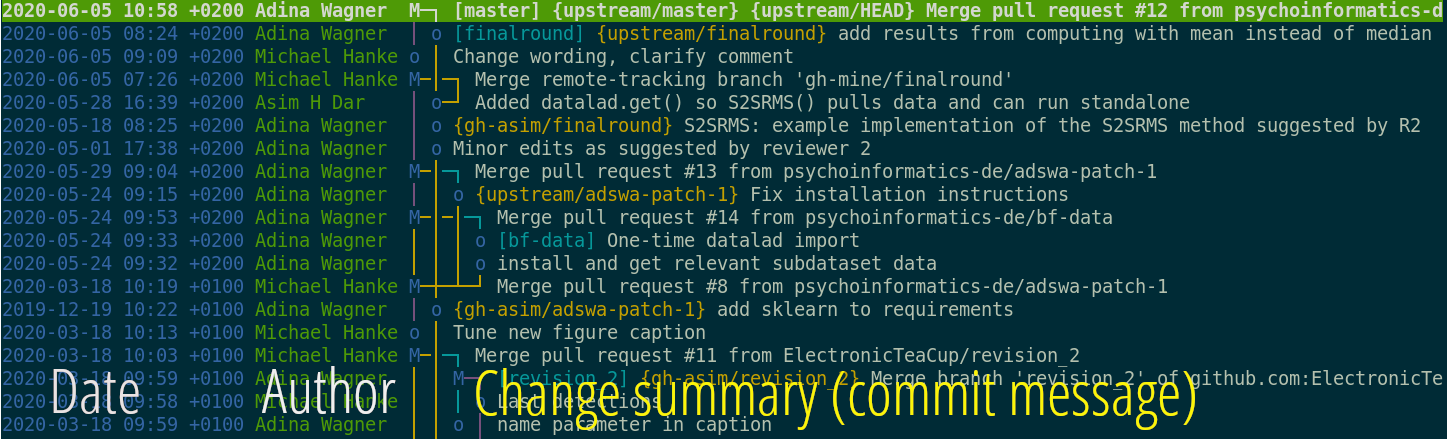 2020-06-05 10:58 +0200 Adina Wagner M [master] {upstream/master} {upstream/HEAD} Merge pull request #12 from psychoinformatics-d
2020-06-05 08:24 +0200 Adina Wagner o [finalround] {upstream/finalround} add results from computing with mean instead of median
2020-06-05 09:09 +0200 Michael Hanke o Change wording, clarify comment
2020-06-05 07:26 +0200 Michael Hanke M Merge remote-tracking branch 'gh-mine/finalround'
2020-05-28 16:39 +0200 Asim H Dar o Added datalad.get() so S2SRMS() pulls data and can run standalone
2020-05-18 08:25 +0200 Adina Wagner o {gh-asim/finalround} S2SRMS: example implementation of the S2SRMS method suggested by R2
2020-05-01 17:38 +0200 Adina Wagner o Minor edits as suggested by reviewer 2
2020-05-29 09:04 +0200 Adina Wagner M Merge pull request #13 from psychoinformatics-de/adswa-patch-1
2020-05-24 09:15 +0200 Adina Wagner o {upstream/adswa-patch-1} Fix installation instructions
2020-05-24 09:53 +0200 Adina Wagner M Merge pull request #14 from psychoinformatics-de/bf-data
2020-05-24 09:33 +0200 Adina Wagner o [bf-data] One-time datalad import
2020-05-24 09:32 +0200 Adina Wagner o install and get relevant subdataset data
2020-03-18 10:19 +0100 Michael Hanke M Merge pull request #8 from psychoinformatics-de/adswa-patch-1
2019-12-19 10:22 +0100 Adina Wagner o {gh-asim/adswa-patch-1} add sklearn to requirements
2020-03-18 10:13 +0100 Michael Hanke o Tune new figure caption
2020-03-18 10:03 +0100 Michael Hanke M Merge pull request #11 from ElectronicTeaCup/revision_2
2020-03-18 09:59 +0100 Adina Wagner M [revision_2] {gh-asim/revision_2} Merge branch 'revision_2' of github.com:ElectronicTe
Date Author Change summary (commit message)
2020-03-18 09:58 +0100 Michael Hanke o Last detections
2020-03-18 09:59 +0100 Adina Wagner o name parameter in caption